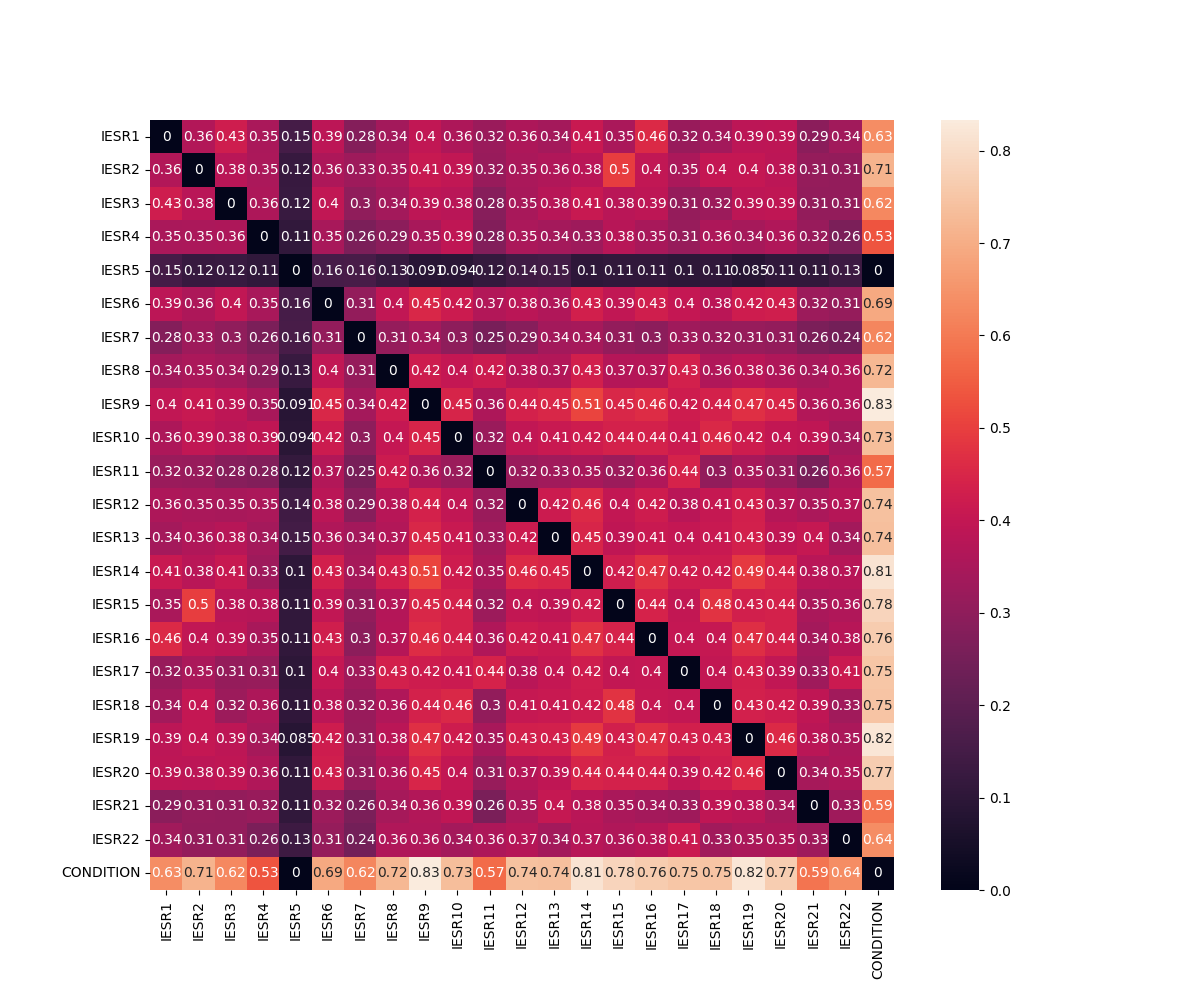 IESR1 0 0.36 0.43 0.35 0.15 0.39 0.28 0.34 0.4 0.36 0.32 0.36 0.34 0.41 0.35 0.46 0.32 0.34 0.39 0.39 0.29 0.34 0.63
IESR2 0.36 0 0.38 0.35 0.12 0.36 0.33 0.35 0.41 0.39 0.32 0.35 0.36 0.38 0.5 0.4 0.35 0.4 0.4 0.38 0.31 0.31 0.71
IESR3 0.43 0.38 0 0.36 0.12 0.4 0.3 0.34 0.39 0.38 0.28 0.35 0.38 0.41 0.38 0.39 0.31 0.32 0.39 0.39 0.31 0.31 0.62
IESR4 0.35 0.35 0.36 0 0.11 0.35 0.26 0.29 0.35 0.39 0.28 0.35 0.34 0.33 0.38 0.35 0.31 0.36 0.34 0.36 0.32 0.26 0.53
IESR5 0.15 0.12 0.12 0.11 0 0.16 0.16 0.13 0.091 0.094 0.12 0.14 0.15 0.1 0.11 0.11 0.1 0.11 0.085 0.11 0.11 0.13 0
IESR6 0.39 0.36 0.4 0.35 0.16 0 0.31 0.4 0.45 0.42 0.37 0.38 0.36 0.43 0.39 0.43 0.4 0.38 0.42 0.43 0.32 0.31 0.69
IESR7 0.28 0.33 0.3 0.26 0.16 0.31 0 0.31 0.34 0.3 0.25 0.29 0.34 0.34 0.31 0.3 0.33 0.32 0.31 0.31 0.26 0.24 0.62
IESR8 0.34 0.35 0.34 0.29 0.13 0.4 0.31 0 0.42 0.4 0.42 0.38 0.37 0.43 0.37 0.37 0.43 0.36 0.38 0.36 0.34 0.36 0.72
IESR9 0.4 0.41 0.39 0.35 0.091 0.45 0.34 0.42 0 0.45 0.36 0.44 0.45 0.51 0.45 0.46 0.42 0.44 0.47 0.45 0.36 0.36 0.83
IESR10 0.36 0.39 0.38 0.39 0.094 0.42 0.3 0.4 0.45 0 0.32 0.4 0.41 0.42 0.44 0.44 0.41 0.46 0.42 0.4 0.39 0.34 0.73
IESR11 0.32 0.32 0.28 0.28 0.12 0.37 0.25 0.42 0.36 0.32 0 0.32 0.33 0.35 0.32 0.36 0.44 0.3 0.35 0.31 0.26 0.36 0.57
IESR12 0.36 0.35 0.35 0.35 0.14 0.38 0.29 0.38 0.44 0.4 0.32 0 0.42 0.46 0.4 0.42 0.38 0.41 0.43 0.37 0.35 0.37 0.74
IESR13 0.34 0.36 0.38 0.34 0.15 0.36 0.34 0.37 0.45 0.41 0.33 0.42 0 0.45 0.39 0.41 0.4 0.41 0.43 0.39 0.4 0.34 0.74
IESR14 0.41 0.38 0.41 0.33 0.1 0.43 0.34 0.43 0.51 0.42 0.35 0.46 0.45 0 0.42 0.47 0.42 0.42 0.49 0.44 0.38 0.37 0.81
IESR15 0.35 0.5 0.38 0.38 0.11 0.39 0.31 0.37 0.45 0.44 0.32 0.4 0.39 0.42 0 0.44 0.4 0.48 0.43 0.44 0.35 0.36 0.78
IESR16 0.46 0.4 0.39 0.35 0.11 0.43 0.3 0.37 0.46 0.44 0.36 0.42 0.41 0.47 0.44 0 0.4 0.4 0.47 0.44 0.34 0.38 0.76
IESR17 0.32 0.35 0.31 0.31 0.1 0.4 0.33 0.43 0.42 0.41 0.44 0.38 0.4 0.42 0.4 0.4 0 0.4 0.43 0.39 0.33 0.41 0.75
IESR18 0.34 0.4 0.32 0.36 0.11 0.38 0.32 0.36 0.44 0.46 0.3 0.41 0.41 0.42 0.48 0.4 0.4 0 0.43 0.42 0.39 0.33 0.75
IESR19 0.39 0.4 0.39 0.34 0.085 0.42 0.31 0.38 0.47 0.42 0.35 0.43 0.43 0.49 0.43 0.47 0.43 0.43 0 0.46 0.38 0.35 0.82
IESR20 0.39 0.38 0.39 0.36 0.11 0.43 0.31 0.36 0.45 0.4 0.31 0.37 0.39 0.44 0.44 0.44 0.39 0.42 0.46 0 0.34 0.35 0.77
IESR21 0.29 0.31 0.31 0.32 0.11 0.32 0.26 0.34 0.36 0.39 0.26 0.35 0.4 0.38 0.35 0.34 0.33 0.39 0.38 0.34 0 0.33 0.59
IESR22 0.34 0.31 0.31 0.26 0.13 0.31 0.24 0.36 0.36 0.34 0.36 0.37 0.34 0.37 0.36 0.38 0.41 0.33 0.35 0.35 0.33 0 0.64
CONDITION 0.63 0.71 0.62 0.53 0 0.69 0.62 0.72 0.83 0.73 0.57 0.74 0.74 0.81 0.78 0.76 0.75 0.75 0.82 0.77 0.59 0.64 0
IESR1 IESR2 IESR3 IESR4 IESR5 IESR6 IESR7 IESR8 IESR9 IESR10 IESR11 IESR12 IESR13 IESR14 IESR15 IESR16 IESR17 IESR18 IESR19 IESR20 IESR21 IESR22 CONDITION
0.8
0.7
0.6
0.5
0.4
0.3
0.2
0.1
0.0